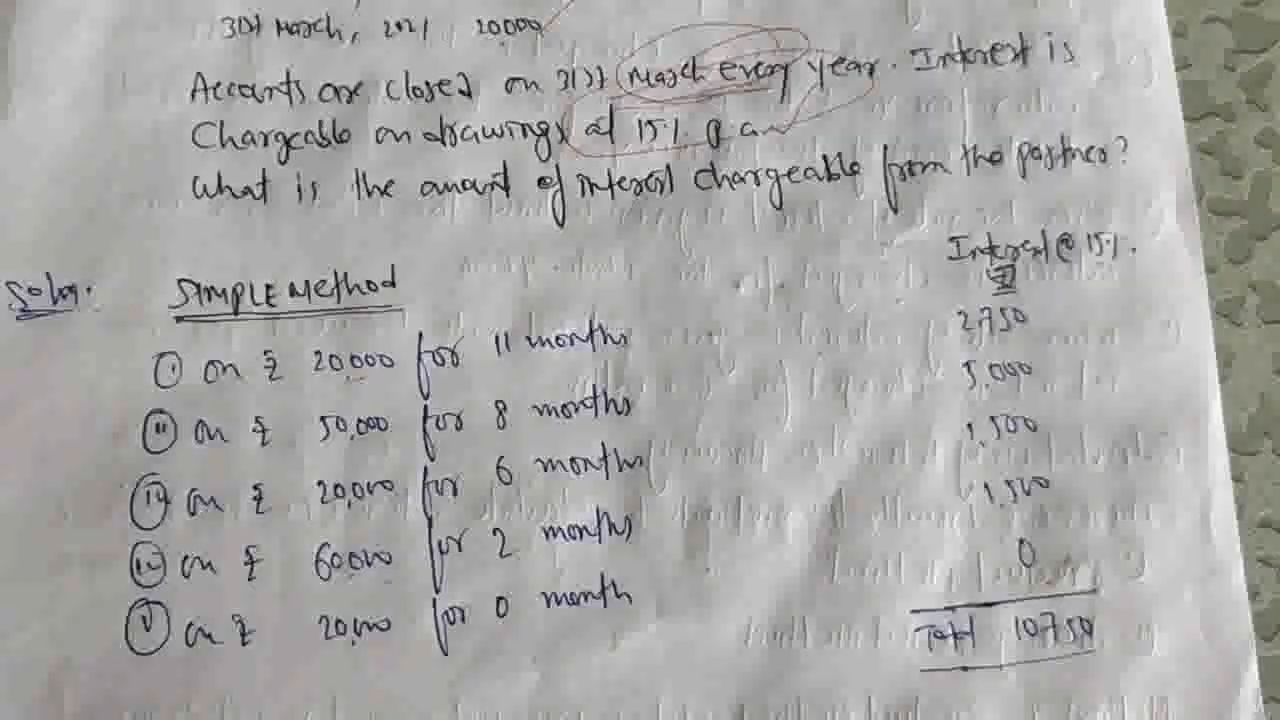 31st March, 2021 20,000
Accounts are closed on 31st March every year. Interest is
Chargeable on drawings at 15% p.a
What is the amount of interest chargeable from the partner?
Interest @ 15%.
Soln.
SIMPLE Method
₹
(i) on ₹ 20,000 for 11 months 2,750
(ii) on ₹ 50,000 for 8 months 5,000
(iii) on ₹ 20,000 for 6 months 1,500
(iv) on ₹ 60,000 for 2 months 1,500
(v) on ₹ 20,000 for 0 month 0
Total 10,750